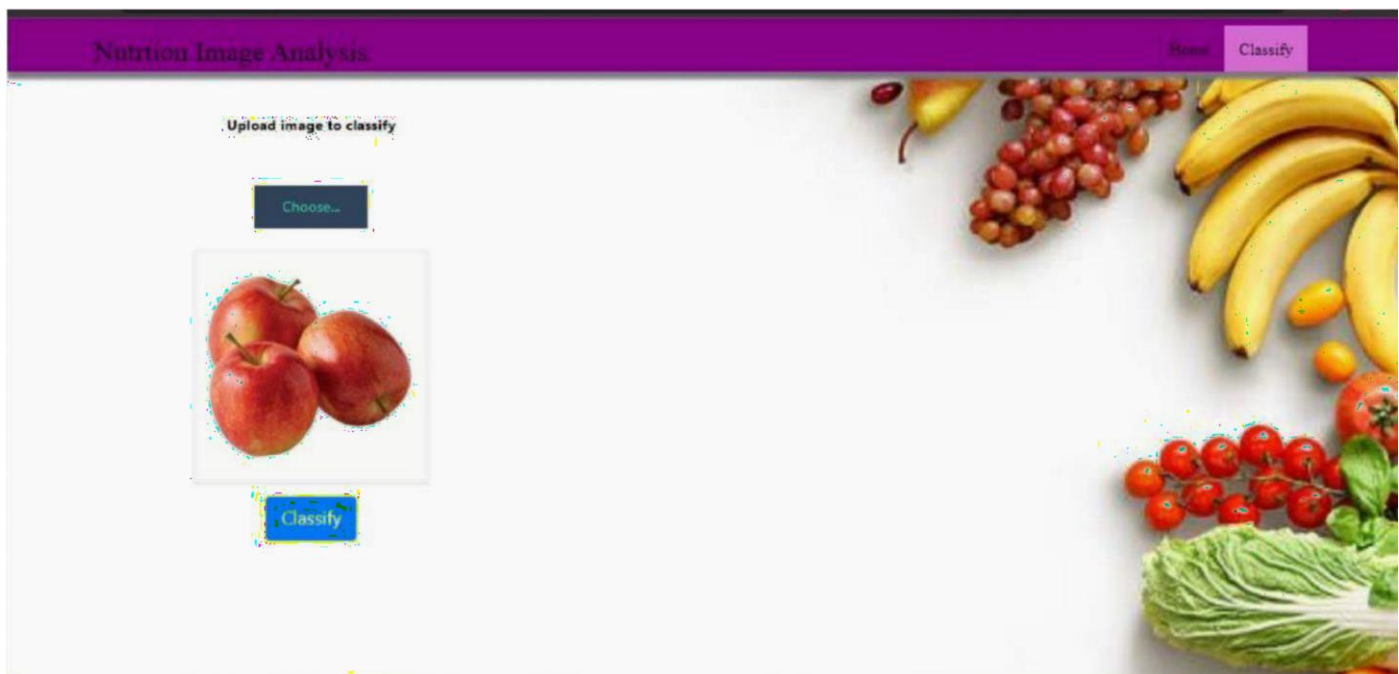 Nutrtion Image Analysis
Home Classify
Upload image to classify
Choose...
Classify